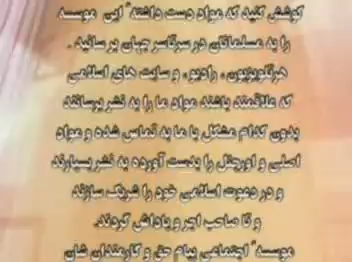 کوشش کنید که مواد دست داشتهٔ این موسسه
را به مسلمانان در سرتاسر جهان برسانید .
هر تلویزیون، رادیو، و سایت های اسلامی
که علاقمند باشند مواد ما را به نشر برسانند
بدون کدام مشکل با ما به تماس شده و مواد
اصلی و اورجنل را بدست آورده به نشر بسپارند
و در دعوت اسلامی خود را شریک سازند
و تا صاحب اجر و پاداش گردند.
موسسهٔ اجتماعی پیام حق و کارمندان شان